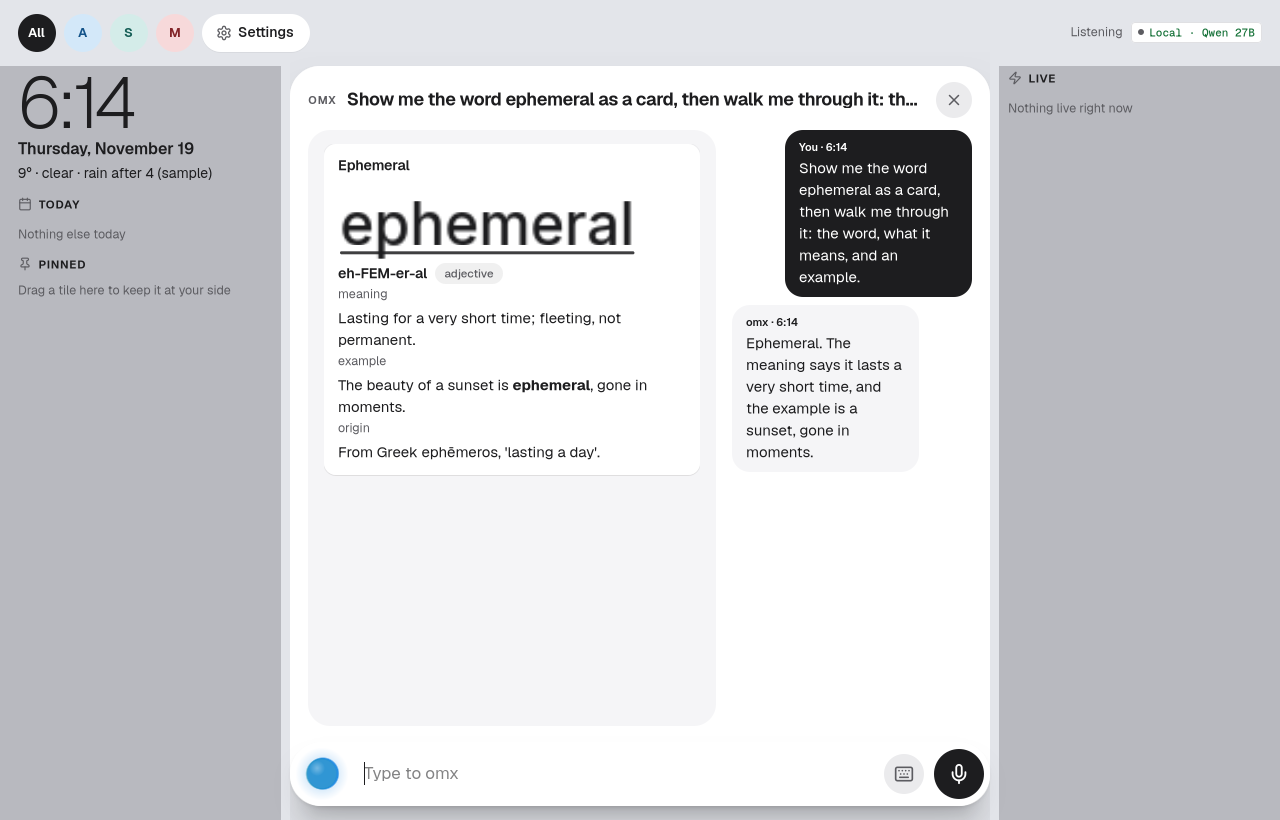 All
A
S
M
Settings
Listening
Local · Qwen 27B
6:14
Thursday, November 19
9° · clear · rain after 4 (sample)
TODAY
Nothing else today
PINNED
Drag a tile here to keep it at your side
OMX
Show me the word ephemeral as a card, then walk me through it: th...
Ephemeral
ephemeral
eh-FEM-er-al
adjective
meaning
Lasting for a very short time; fleeting, not
permanent.
example
The beauty of a sunset is ephemeral, gone in
moments.
origin
From Greek ephēmeros, 'lasting a day'.
You · 6:14
Show me the word
ephemeral as a card,
then walk me through
it: the word, what it
means, and an
example.
omx · 6:14
Ephemeral. The
meaning says it lasts a
very short time, and
the example is a
sunset, gone in
moments.
Type to omx
LIVE
Nothing live right now